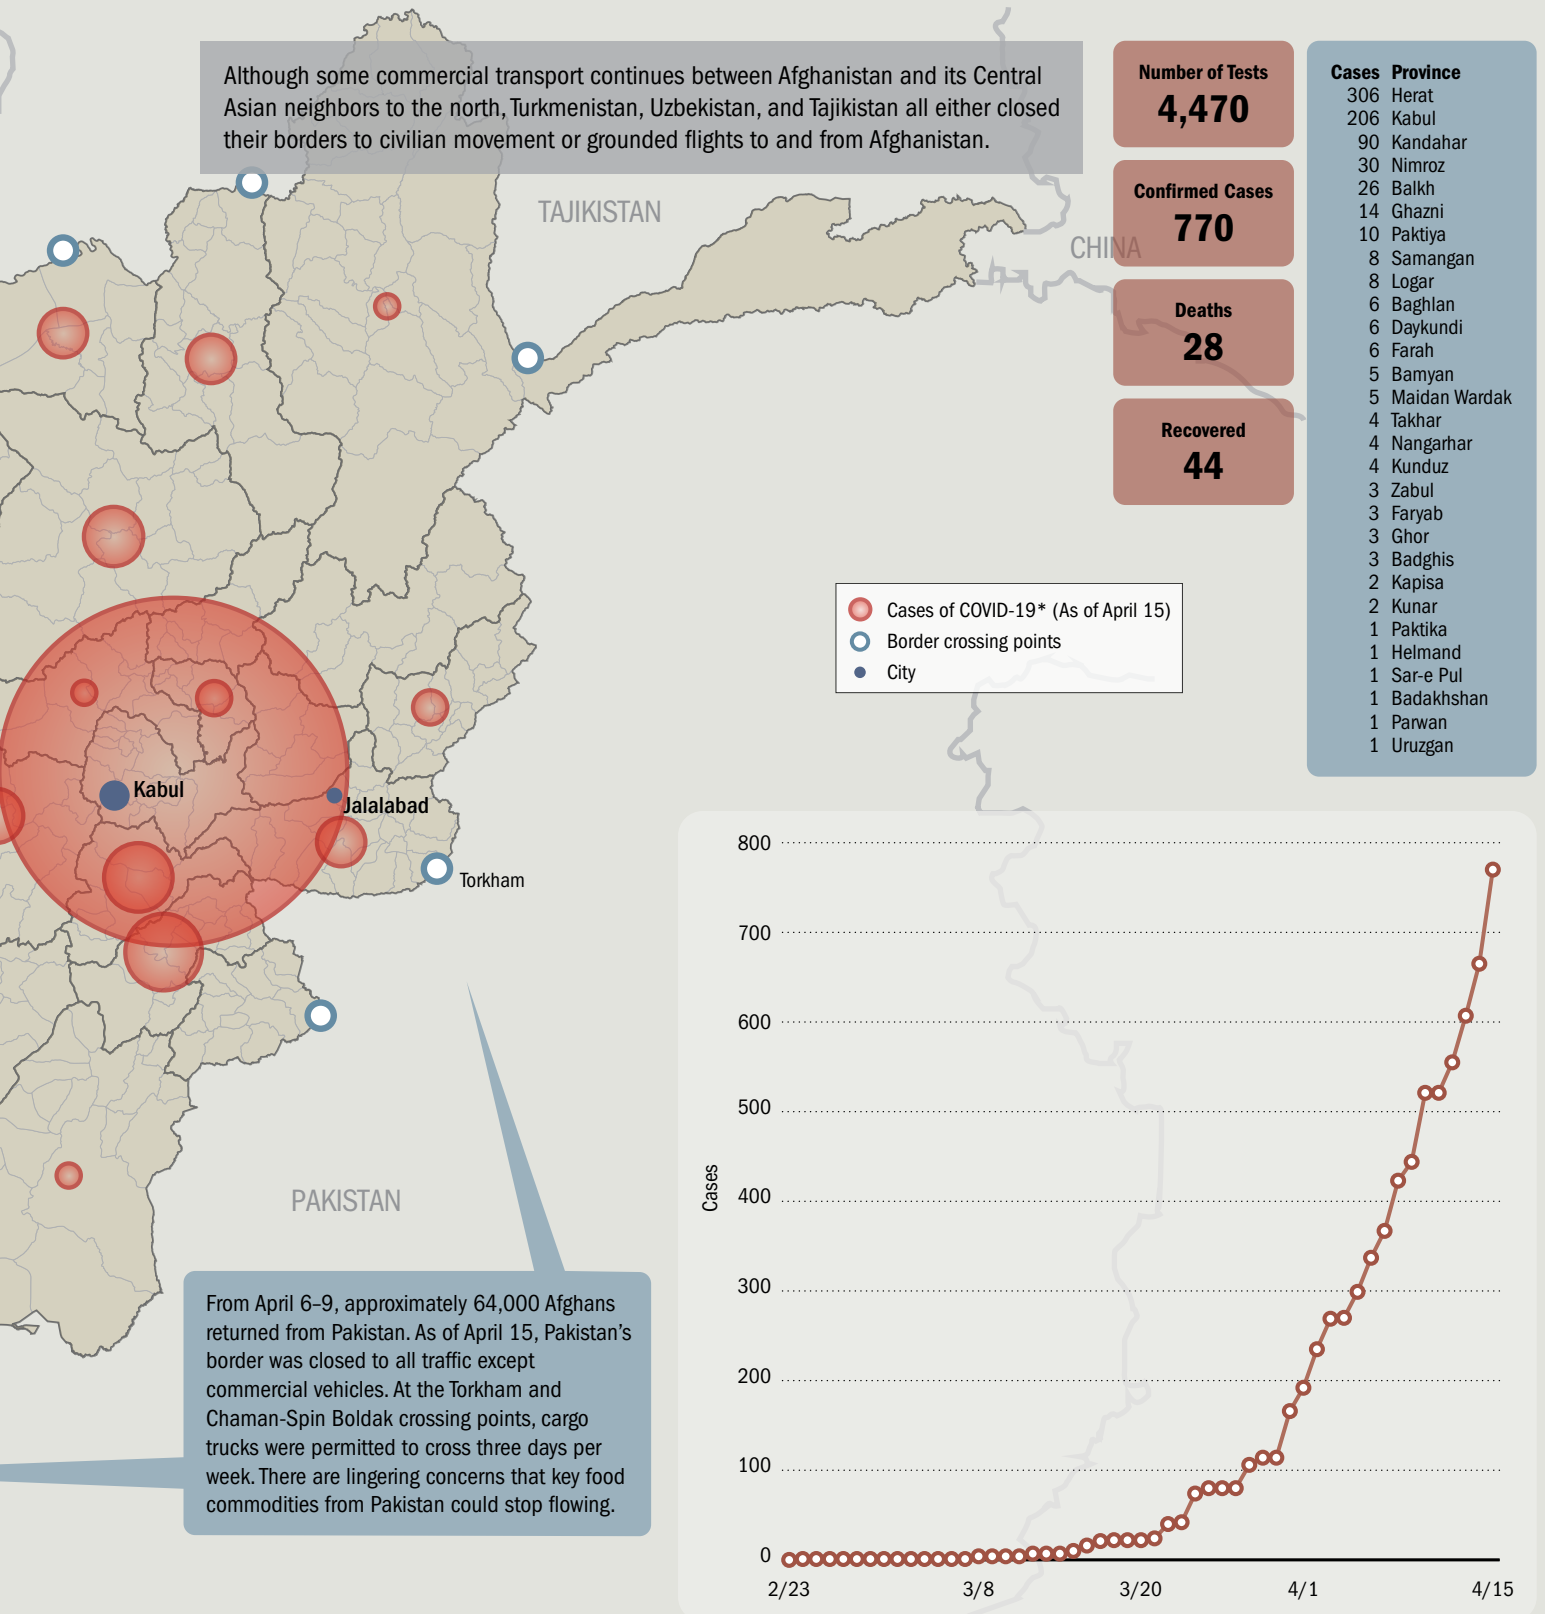 Although some commercial transport continues between Afghanistan and its Central
Asian neighbors to the north, Turkmenistan, Uzbekistan, and Tajikistan all either closed
their borders to civilian movement or grounded flights to and from Afghanistan.
TAJIKISTAN
CHINA
Number of Tests
4,470
Confirmed Cases
770
Deaths
28
Recovered
44
Cases Province
306 Herat
206 Kabul
90 Kandahar
30 Nimroz
26 Balkh
14 Ghazni
10 Paktiya
8 Samangan
8 Logar
6 Baghlan
6 Daykundi
6 Farah
5 Bamyan
5 Maidan Wardak
4 Takhar
4 Nangarhar
4 Kunduz
3 Zabul
3 Faryab
3 Ghor
3 Badghis
2 Kapisa
2 Kunar
1 Paktika
1 Helmand
1 Sar-e Pul
1 Badakhshan
1 Parwan
1 Uruzgan
Cases of COVID-19* (As of April 15)
Border crossing points
City
Kabul
Jalalabad
Torkham
PAKISTAN
From April 6–9, approximately 64,000 Afghans
returned from Pakistan. As of April 15, Pakistan's
border was closed to all traffic except
commercial vehicles. At the Torkham and
Chaman-Spin Boldak crossing points, cargo
trucks were permitted to cross three days per
week. There are lingering concerns that key food
commodities from Pakistan could stop flowing.
Cases
800
700
600
500
400
300
200
100
0
2/23 3/8 3/20 4/1 4/15